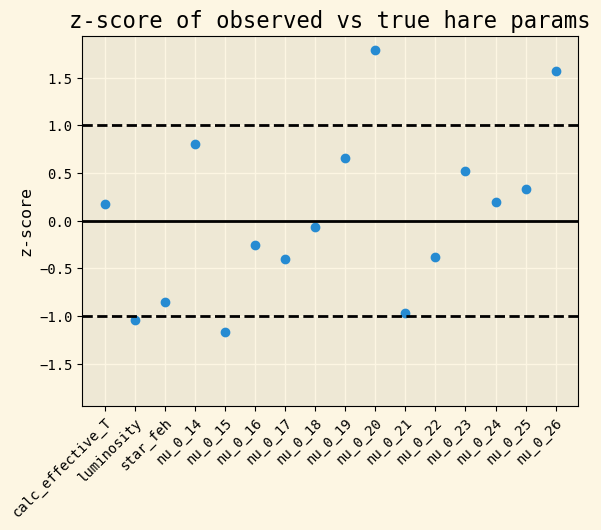 z-score of observed vs true hare params
z-score
1.5
1.0
0.5
0.0
−0.5
−1.0
−1.5
calc_effective_T
luminosity
star_feh
nu_0_14
nu_0_15
nu_0_16
nu_0_17
nu_0_18
nu_0_19
nu_0_20
nu_0_21
nu_0_22
nu_0_23
nu_0_24
nu_0_25
nu_0_26